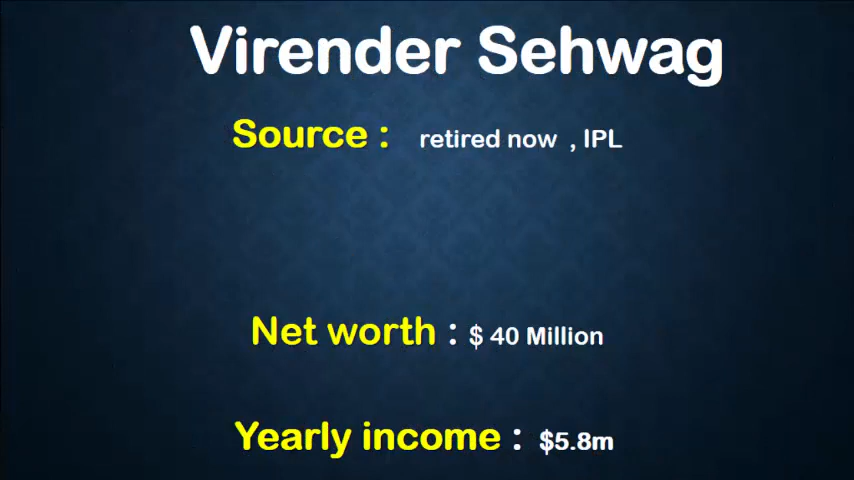 Virender Sehwag
Source : retired now , IPL
Net worth : $ 40 Million
Yearly income : $5.8m